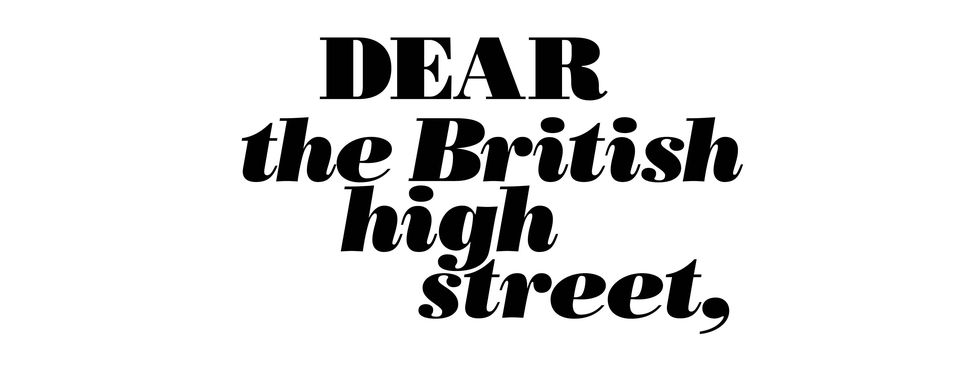 DEAR
the British
high
street,